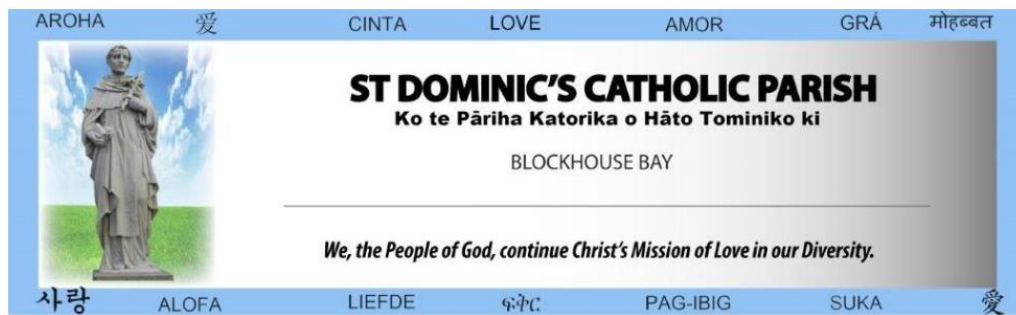 AROHA 爱 CINTA LOVE AMOR GRÁ मोहब्बत
ST DOMINIC’S CATHOLIC PARISH
Ko te Pāriha Katorika o Hāto Tominiko ki
BLOCKHOUSE BAY
We, the People of God, continue Christ’s Mission of Love in our Diversity.
사랑 ALOFA LIEFDE ፍቅር PAG-IBIG SUKA 愛